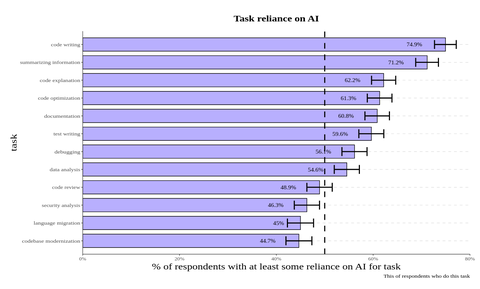 Task reliance on AI
task
code writing 74.9%
summarizing information 71.2%
code explanation 62.2%
code optimization 61.3%
documentation 60.8%
test writing 59.6%
debugging
data analysis 54.6%
code review 48.9%
security analysis 46.3%
language migration 45%
codebase modernization 44.7%
0% 20% 40% 60% 80%
% of respondents with at least some reliance on AI for task
This of respondents who do this task